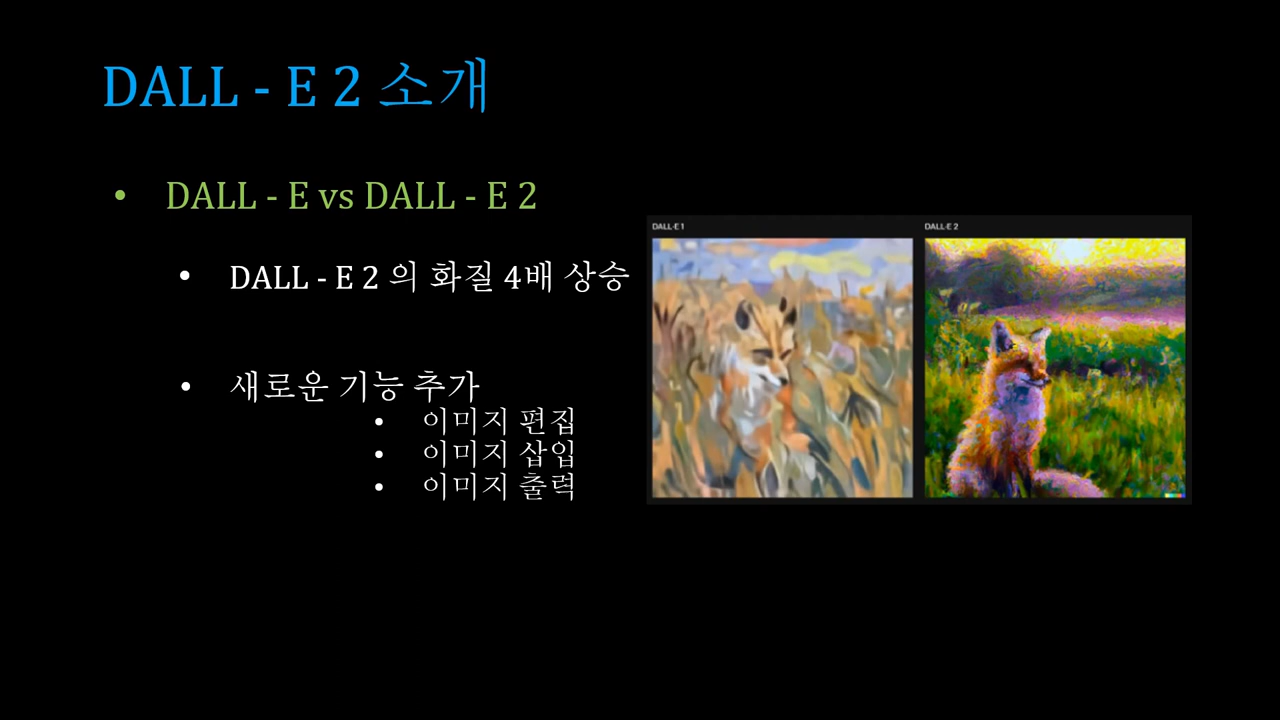 DALL - E 2 소개
• DALL - E vs DALL - E 2
• DALL - E 2 의 화질 4배 상승
• 새로운 기능 추가
• 이미지 편집
• 이미지 삽입
• 이미지 출력
DALL·E 1
DALL·E 2